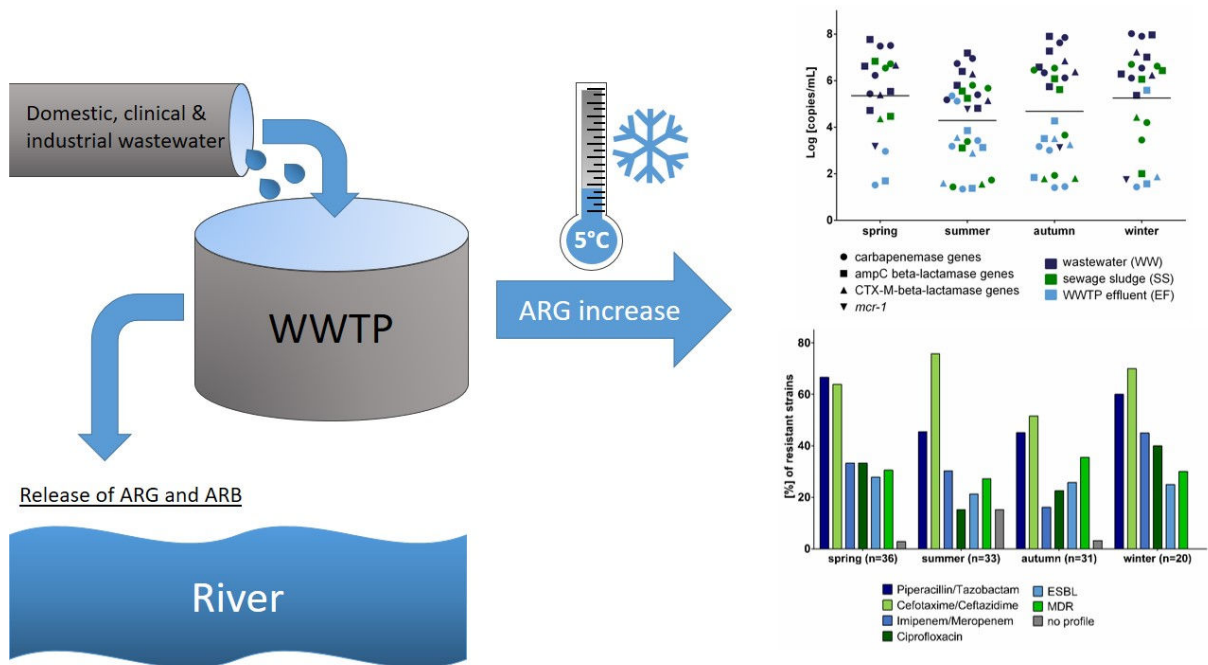 Domestic, clinical &
industrial wastewater
WWTP
Release of ARG and ARB
River
5°C
ARG increase
Log [copies/mL]
8
6
4
2
0
spring summer autumn winter
carbapenemase genes
ampC beta-lactamase genes
CTX-M-beta-lactamase genes
mcr-1
wastewater (WW)
sewage sludge (SS)
WWTP effluent (EF)
[%] of resistant strains
80
60
40
20
0
spring (n=36) summer (n=33) autumn (n=31) winter (n=20)
Piperacillin/Tazobactam
Cefotaxime/Ceftazidime
Imipenem/Meropenem
Ciprofloxacin
ESBL
MDR
no profile